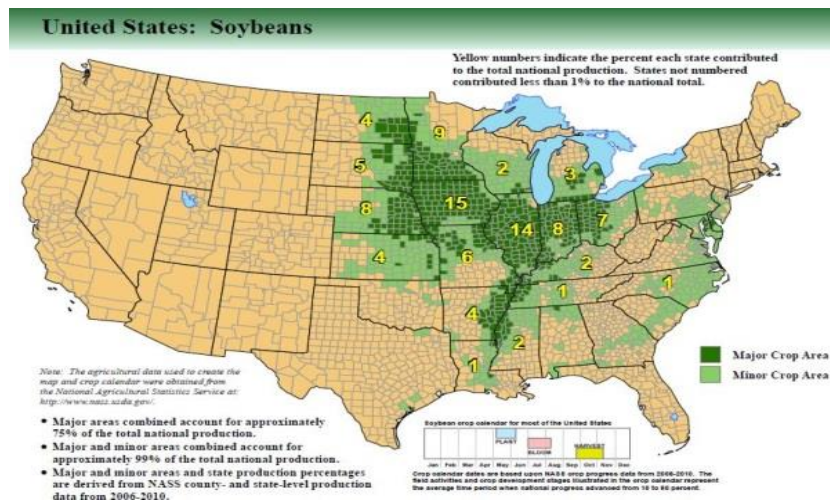 United States: Soybeans
Yellow numbers indicate the percent each state contributed
to the total national production. States not numbered
contributed less than 1% to the national total.
4
9
5
2
3
8
15
14
8
7
4
6
2
1
1
4
2
1
Major Crop Area
Minor Crop Area
Note: The agricultural data used to create the
map and crop calendar were obtained from
the National Agricultural Statistics Service at:
http://www.nass.usda.gov/.
• Major areas combined account for approximately
75% of the total national production.
• Major and minor areas combined account for
approximately 99% of the total national production.
• Major and minor areas and state production percentages
are derived from NASS county- and state-level production
data from 2006-2010.
Soybean crop calendar for most of the United States
PLANT
BLOOM
HARVEST
Jan Feb Mar Apr May Jun Jul Aug Sep Oct Nov Dec
Crop calendar dates are based upon NASS crop progress data from 2006-2010. The
field activities and crop development stages illustrated in the crop calendar represent
the average time period when national progress advanced from 10 to 90 percent.